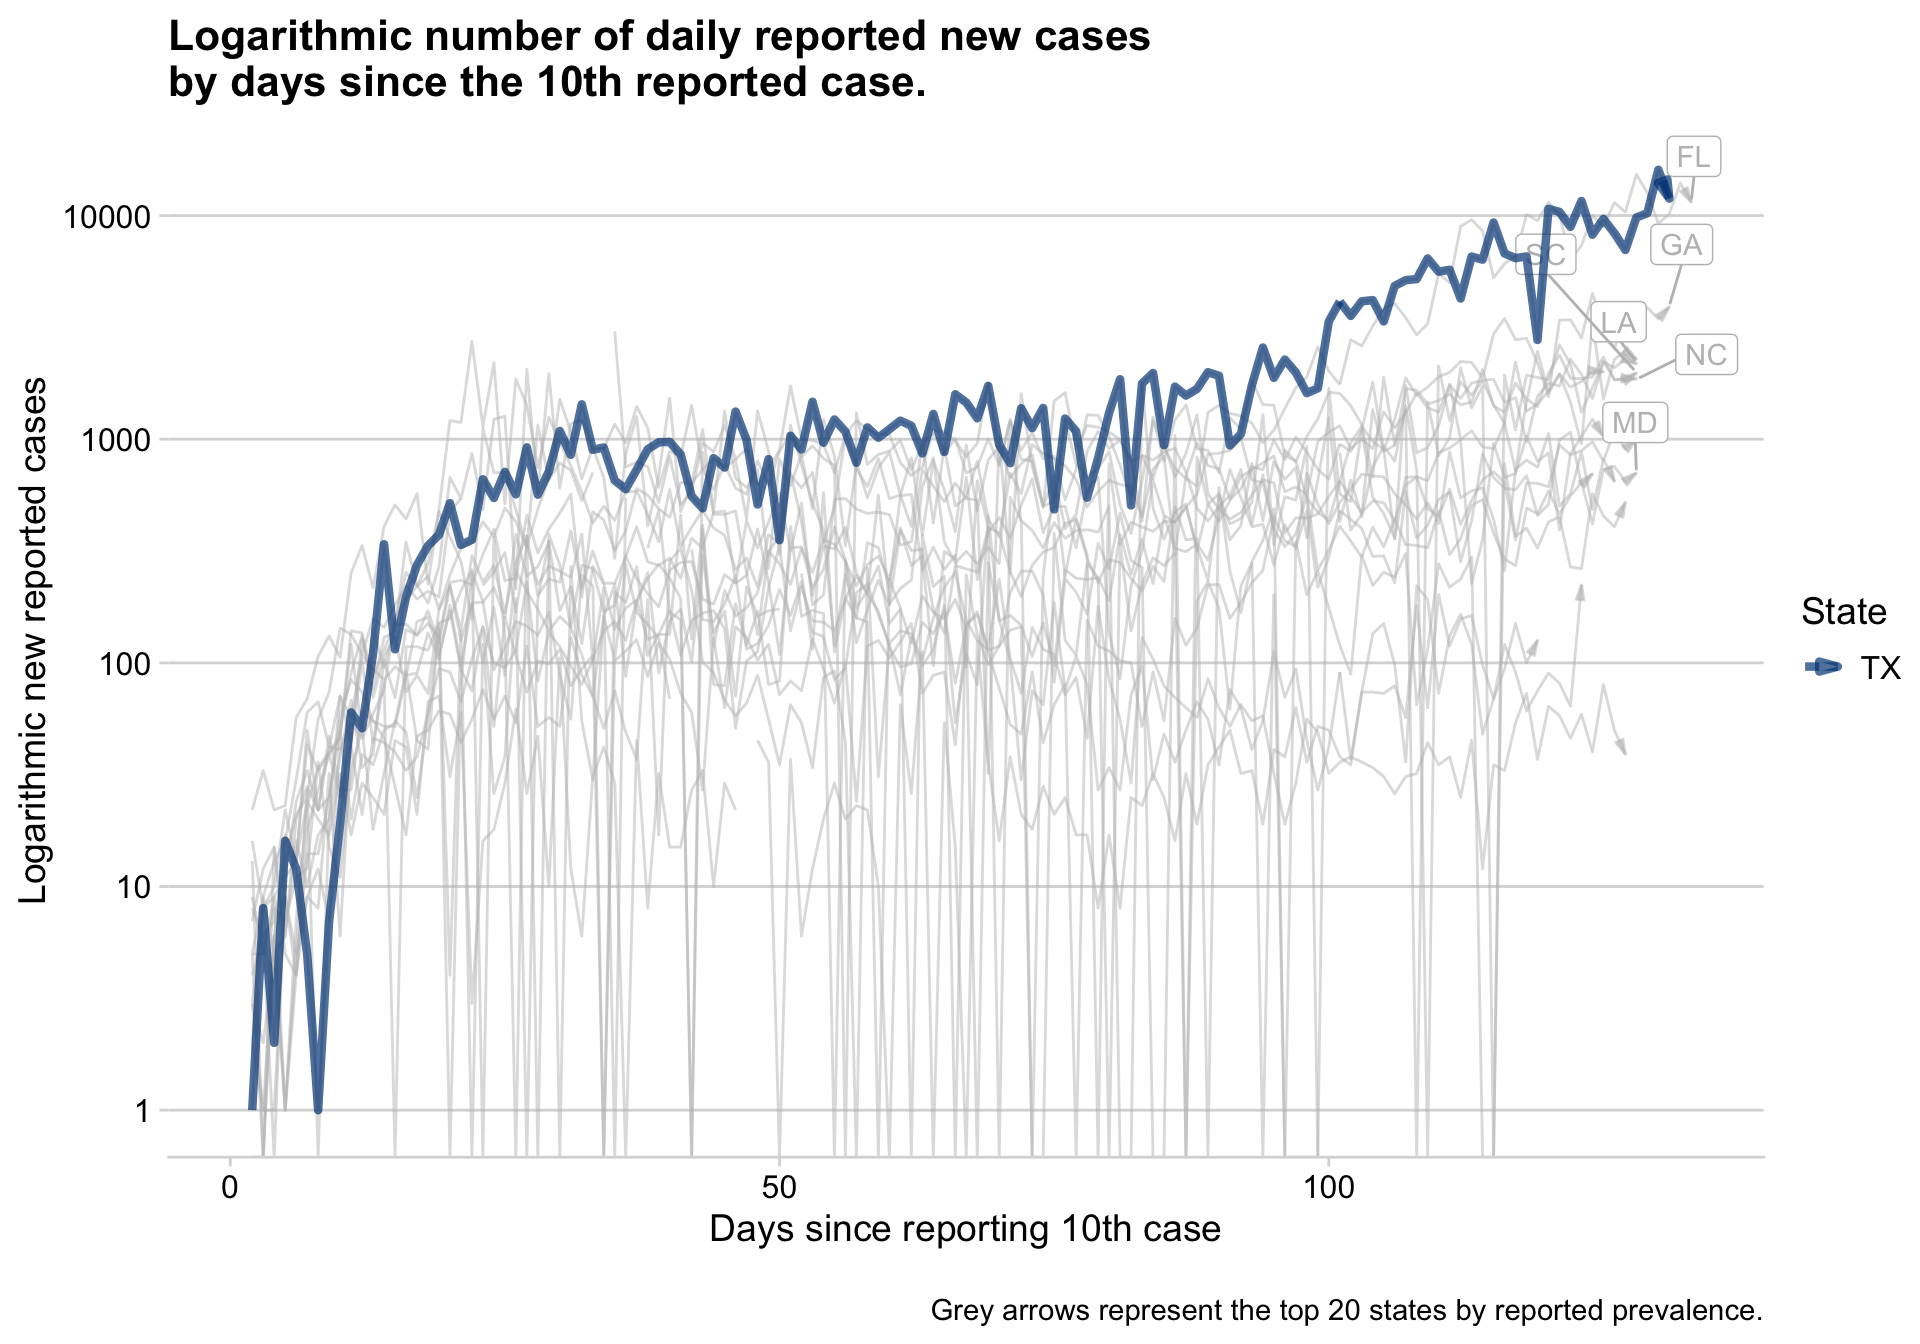 Logarithmic number of daily reported new cases
by days since the 10th reported case.
Logarithmic new reported cases
10000
1000
100
10
1
FL
GA
SC
LA
NC
MD
State
TX
0
50
100
Days since reporting 10th case
Grey arrows represent the top 20 states by reported prevalence.